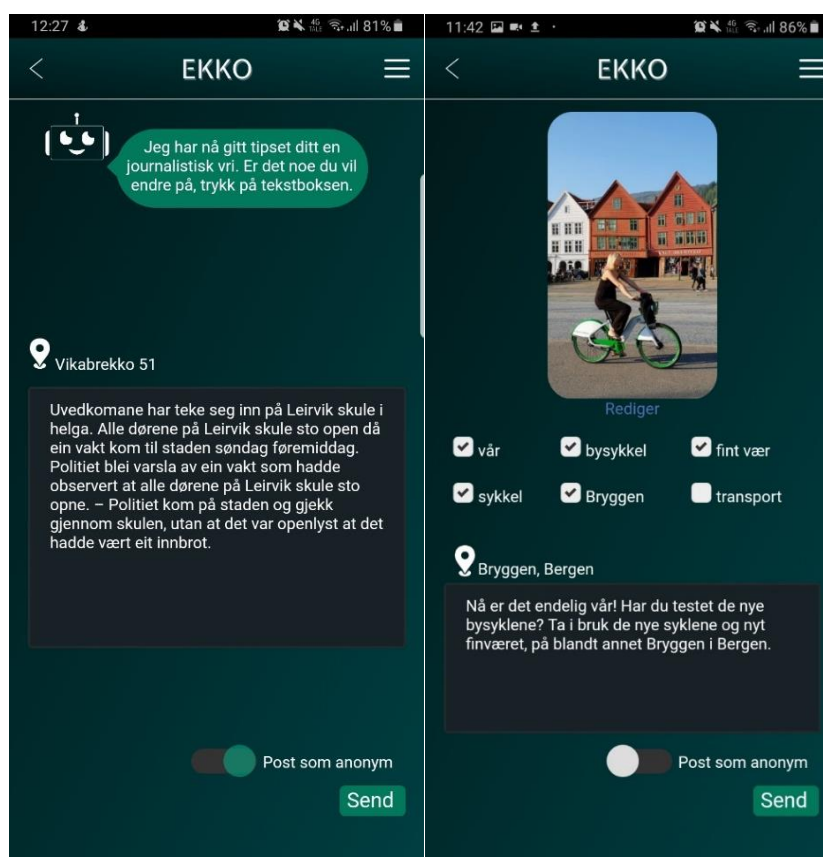 12:27
4G
81%
EKKO
Jeg har nå gitt tipset ditt en
journalistisk vri. Er det noe du vil
endre på, trykk på tekstboksen.
Vikabrekko 51
Uvedkomane har teke seg inn på Leirvik skule i
helga. Alle dørene på Leirvik skule sto open då
ein vakt kom til staden søndag føremiddag.
Politiet blei varsla av ein vakt som hadde
observert at alle dørene på Leirvik skule sto
opne. – Politiet kom på staden og gjekk
gjennom skulen, utan at det var openlyst at det
hadde vært eit innbrot.
Post som anonym
Send
11:42
4G
86%
EKKO
Rediger
vår bysykkel fint vær
sykkel Bryggen transport
Bryggen, Bergen
Nå er det endelig vår! Har du testet de nye
bysyklene? Ta i bruk de nye syklene og nyt
finværet, på blandt annet Bryggen i Bergen.
Post som anonym
Send